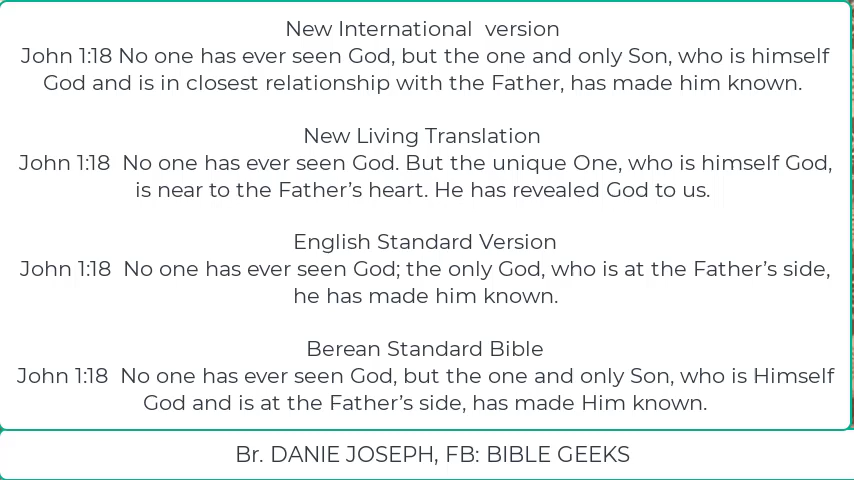 New International  version
John 1:18 No one has ever seen God, but the one and only Son, who is himself
God and is in closest relationship with the Father, has made him known.
New Living Translation
John 1:18  No one has ever seen God. But the unique One, who is himself God,
is near to the Father’s heart. He has revealed God to us.
English Standard Version
John 1:18  No one has ever seen God; the only God, who is at the Father’s side,
he has made him known.
Berean Standard Bible
John 1:18  No one has ever seen God, but the one and only Son, who is Himself
God and is at the Father’s side, has made Him known.
Br. DANIE JOSEPH, FB: BIBLE GEEKS